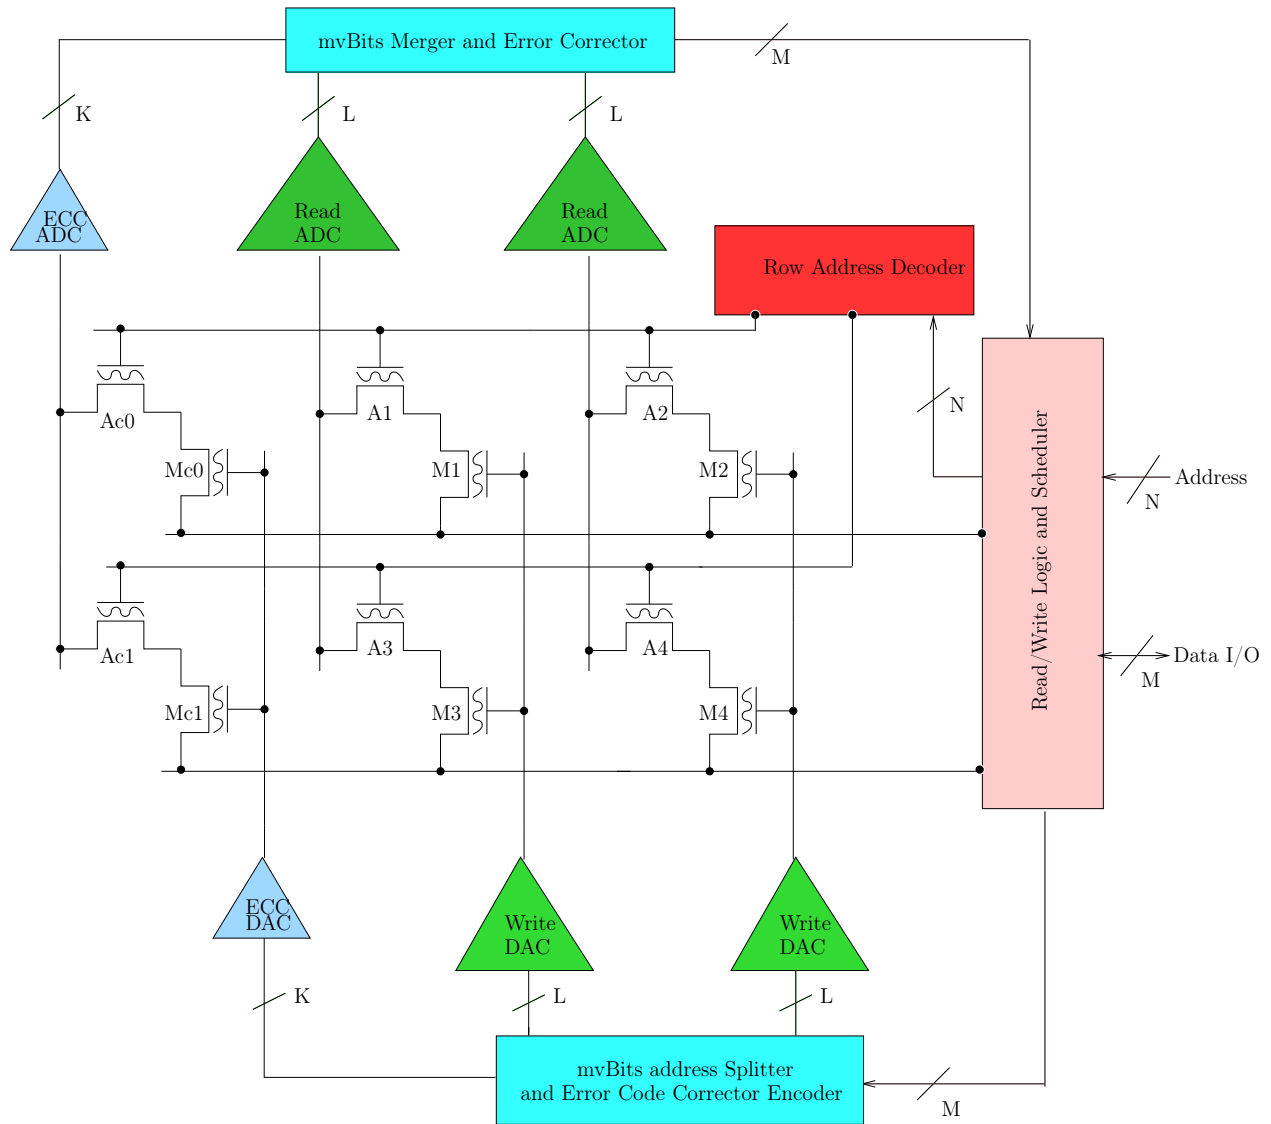 mvBits Merger and Error Corrector
M
K
L
L
ECC
ADC
Read
ADC
Read
ADC
Row Address Decoder
Ac0
A1
A2
N
Mc0
M1
M2
Read/Write Logic and Scheduler
Address
N
Ac1
A3
A4
Data I/O
M
Mc1
M3
M4
ECC
DAC
Write
DAC
Write
DAC
K
L
L
mvBits address Splitter
and Error Code Corrector Encoder
M